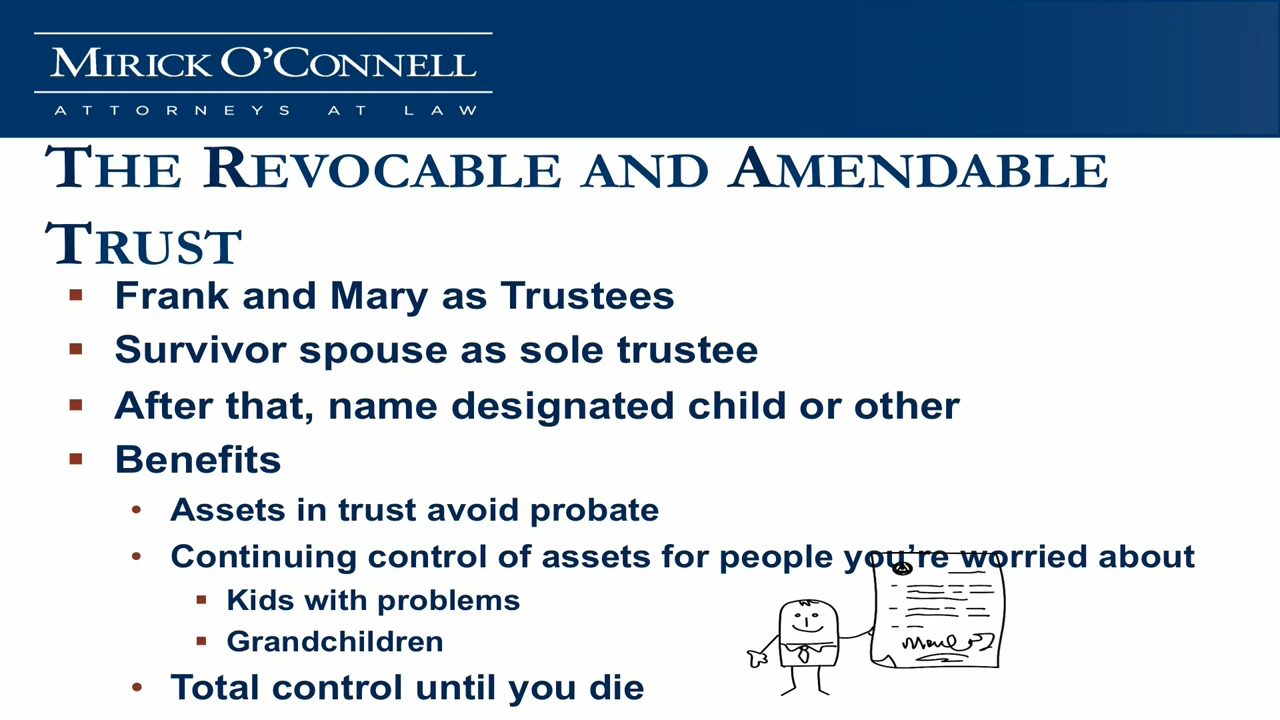 MIRICK O'CONNELL
ATTORNEYS AT LAW
THE REVOCABLE AND AMENDABLE
TRUST
▪ Frank and Mary as Trustees
▪ Survivor spouse as sole trustee
▪ After that, name designated child or other
▪ Benefits
• Assets in trust avoid probate
• Continuing control of assets for people you're worried about
▪ Kids with problems
▪ Grandchildren
• Total control until you die